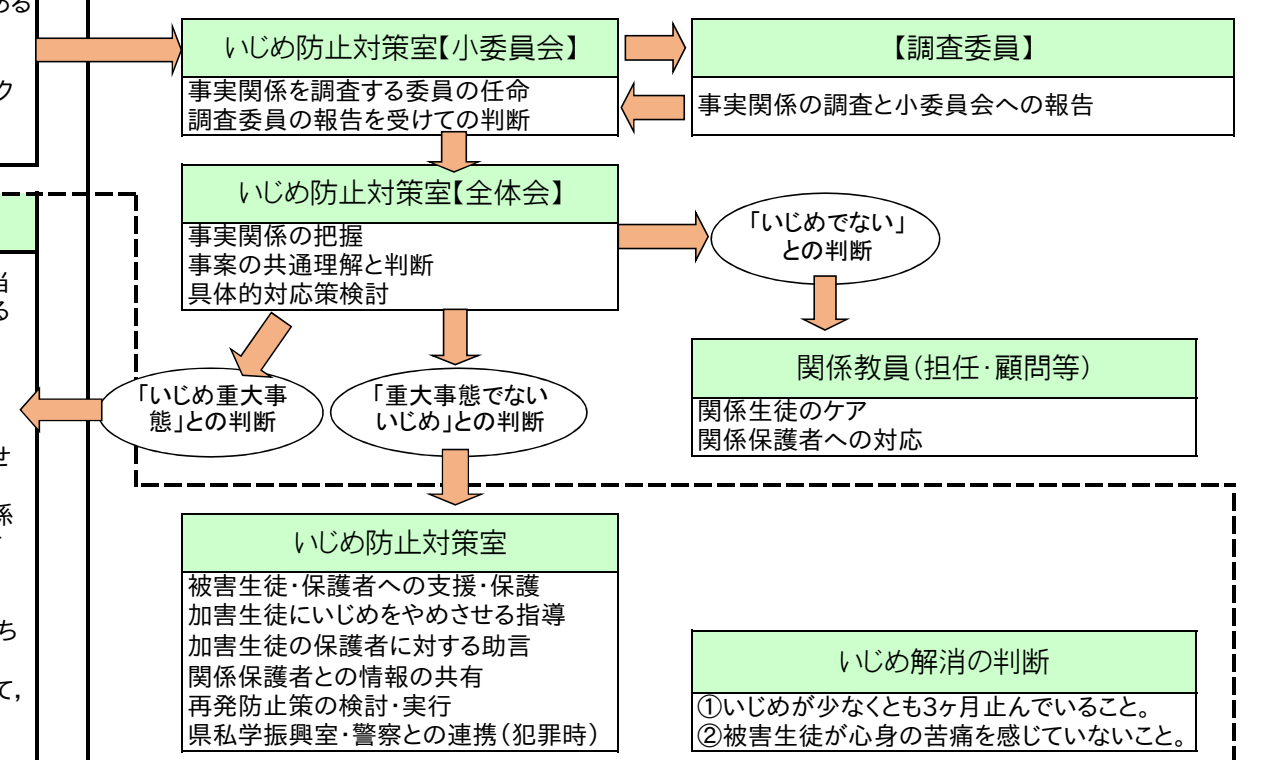 める
ク
当
る
せ
係
ち
て,
いじめ防止対策室【小委員会】
事実関係を調査する委員の任命
調査委員の報告を受けての判断
【調査委員】
事実関係の調査と小委員会への報告
いじめ防止対策室【全体会】
事実関係の把握
事案の共通理解と判断
具体的対応策検討
「いじめでない」
との判断
関係教員(担任・顧問等)
関係生徒のケア
関係保護者への対応
「いじめ重大事
態」との判断
「重大事態でない
いじめ」との判断
いじめ防止対策室
被害生徒・保護者への支援・保護
加害生徒にいじめをやめさせる指導
加害生徒の保護者に対する助言
関係保護者との情報の共有
再発防止策の検討・実行
県私学振興室・警察との連携(犯罪時)
いじめ解消の判断
①いじめが少なくとも3ヶ月止んでいること。
②被害生徒が心身の苦痛を感じていないこと。